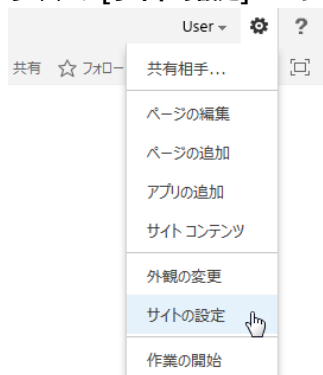 User
?
共有 フォロー
共有相手...
ページの編集
ページの追加
アプリの追加
サイト コンテンツ
外観の変更
サイトの設定
作業の開始